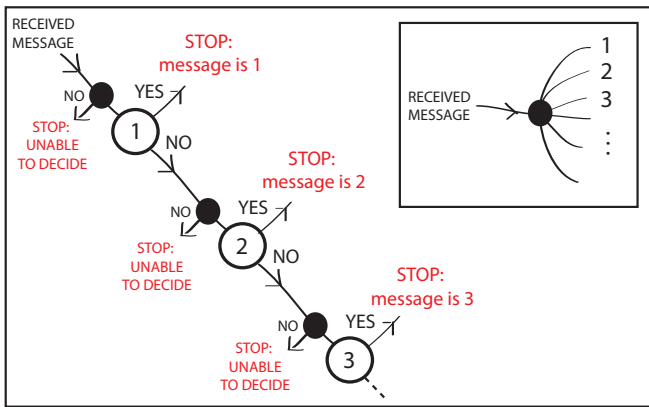 RECEIVED
MESSAGE
STOP:
message is 1
YES
NO
1
STOP:
UNABLE
TO DECIDE
NO
STOP:
message is 2
YES
NO
2
STOP:
UNABLE
TO DECIDE
NO
STOP:
message is 3
YES
NO
3
STOP:
UNABLE
TO DECIDE
RECEIVED
MESSAGE
1
2
3
⋮